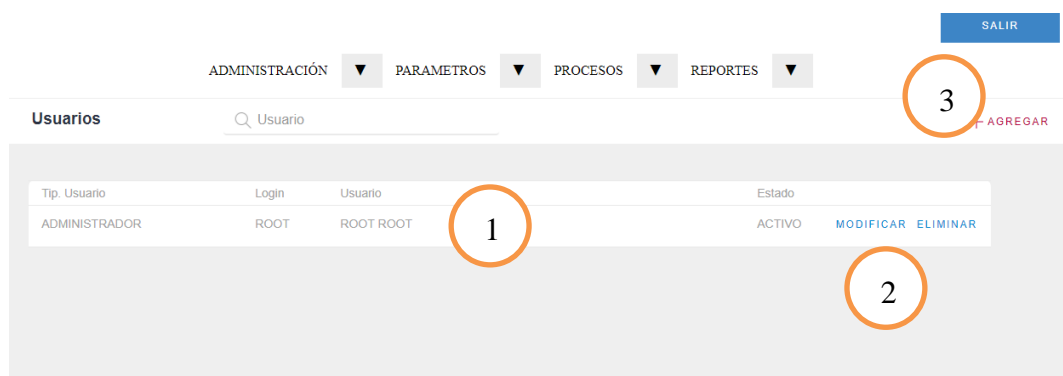 SALIR
ADMINISTRACIÓN ▼ PARAMETROS ▼ PROCESOS ▼ REPORTES ▼
3
Usuarios Usuario + AGREGAR
Tip. Usuario Login Usuario Estado
ADMINISTRADOR ROOT ROOT ROOT 1 ACTIVO MODIFICAR ELIMINAR
2